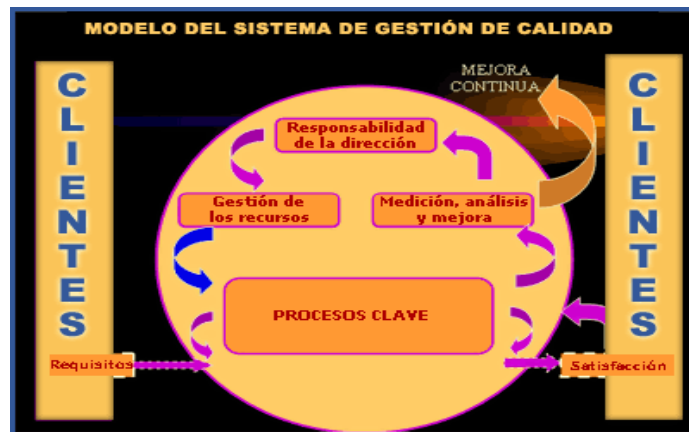 MODELO DEL SISTEMA DE GESTIÓN DE CALIDAD
CLIENTES
MEJORA
CONTINUA
CLIENTES
Responsabilidad
de la dirección
Gestión de
los recursos
Medición, análisis
y mejora
PROCESOS CLAVE
Requisitos
Satisfacción